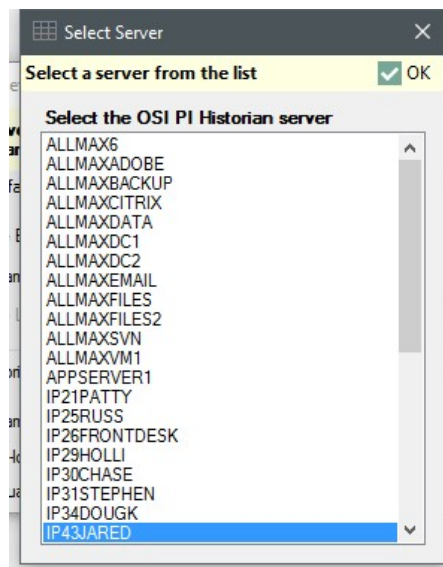 Select Server
Select a server from the list
OK
Select the OSI PI Historian server
ALLMAX6
ALLMAXADOBE
ALLMAXBACKUP
ALLMAXCITRIX
ALLMAXDATA
ALLMAXDC1
ALLMAXDC2
ALLMAXEMAIL
ALLMAXFILES
ALLMAXFILES2
ALLMAXSVN
ALLMAXVM1
APPSERVER1
IP21PATTY
IP25RUSS
IP26FRONTDESK
IP29HOLLI
IP30CHASE
IP31STEPHEN
IP34DOUGK
IP43JARED